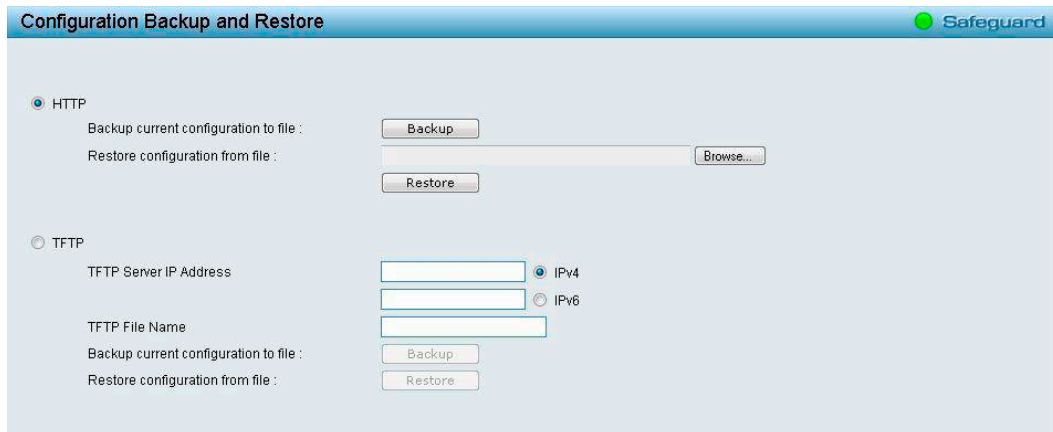 Configuration Backup and Restore
Safeguard
HTTP
Backup current configuration to file :
Backup
Restore configuration from file :
Browse...
Restore
TFTP
TFTP Server IP Address
IPv4
IPv6
TFTP File Name
Backup current configuration to file :
Backup
Restore configuration from file :
Restore